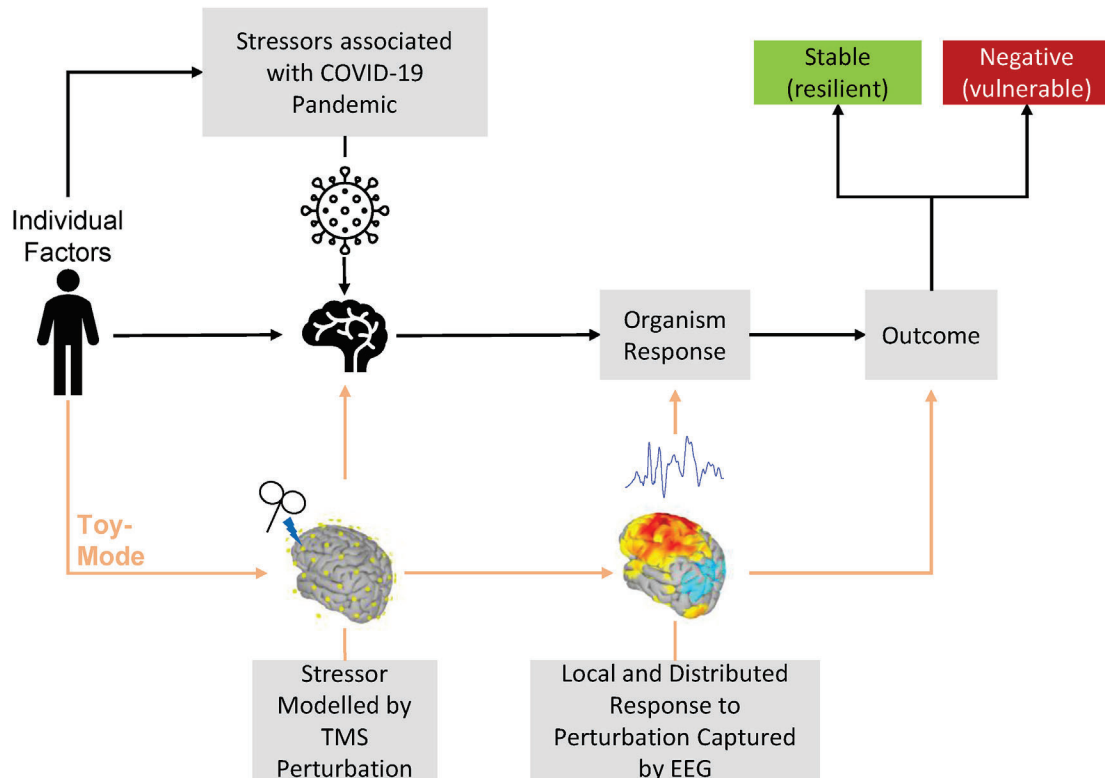 Stressors associated
with COVID-19
Pandemic
Stable
(resilient)
Negative
(vulnerable)
Individual
Factors
Organism
Response
Outcome
Toy-
Mode
Stressor
Modelled by
TMS
Perturbation
Local and Distributed
Response to
Perturbation Captured
by EEG